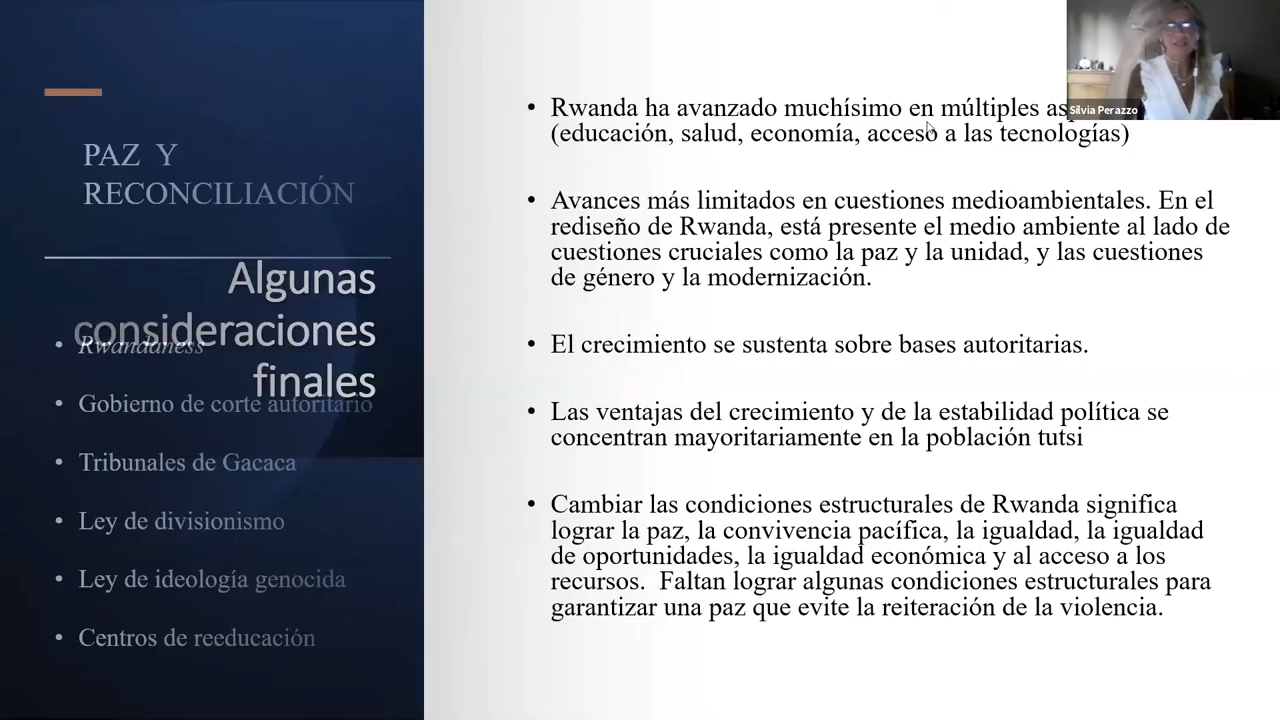 PAZ Y
RECONCILIACIÓN
Algunas
consideraciones
finales
• Rwandaness
• Gobierno de corte autoritario
• Tribunales de Gacaca
• Ley de divisionismo
• Ley de ideología genocida
• Centros de reeducación
• Rwanda ha avanzado muchísimo en múltiples
(educación, salud, economía, acceso a las tecnologías)
• Avances más limitados en cuestiones medioambientales. En el
rediseño de Rwanda, está presente el medio ambiente al lado de
cuestiones cruciales como la paz y la unidad, y las cuestiones
de género y la modernización.
• El crecimiento se sustenta sobre bases autoritarias.
• Las ventajas del crecimiento y de la estabilidad política se
concentran mayoritariamente en la población tutsi
• Cambiar las condiciones estructurales de Rwanda significa
lograr la paz, la convivencia pacífica, la igualdad, la igualdad
de oportunidades, la igualdad económica y al acceso a los
recursos. Faltan lograr algunas condiciones estructurales para
garantizar una paz que evite la reiteración de la violencia.
Silvia Perazzo